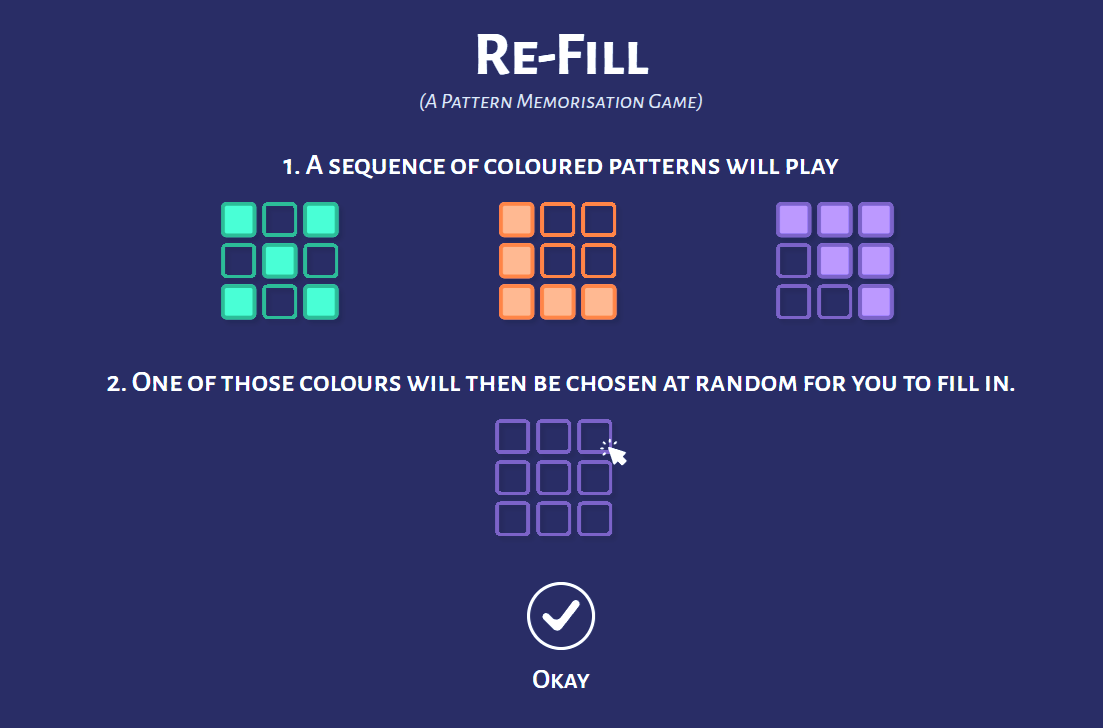 Re-Fill
(A Pattern Memorisation Game)
1. A sequence of coloured patterns will play
2. One of those colours will then be chosen at random for you to fill in.
Okay